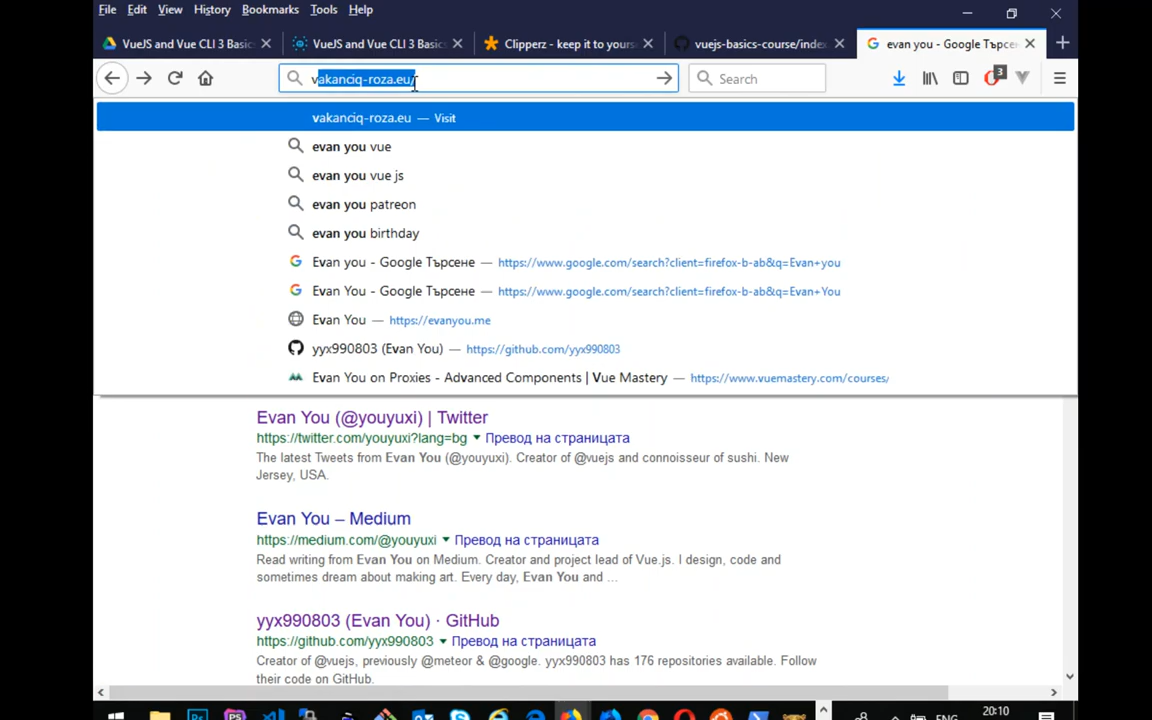 File Edit View History Bookmarks Tools Help
VueJS and Vue CLI 3 Basic
VueJS and Vue CLI 3 Basic
Clipperz - keep it to yours
vuejs-basics-course/index
evan you - Google Търсен
vakanciq-roza.eu/
Search
3
vakanciq-roza.eu — Visit
evan you vue
evan you vue js
evan you patreon
evan you birthday
Evan you - Google Търсене — https://www.google.com/search?client=firefox-b-ab&q=Evan+you
Evan You - Google Търсене — https://www.google.com/search?client=firefox-b-ab&q=Evan+You
Evan You — https://evanyou.me
yyx990803 (Evan You) — https://github.com/yyx990803
Evan You on Proxies - Advanced Components | Vue Mastery — https://www.vuemastery.com/courses/
Evan You (@youyuxi) | Twitter
https://twitter.com/youyuxi?lang=bg Превод на страницата
The latest Tweets from Evan You (@youyuxi). Creator of @vuejs and connoisseur of sushi. New
Jersey, USA.
Evan You – Medium
https://medium.com/@youyuxi Превод на страницата
Read writing from Evan You on Medium. Creator and project lead of Vue.js. I design, code and
sometimes dream about making art. Every day, Evan You and ...
yyx990803 (Evan You) · GitHub
https://github.com/yyx990803 Превод на страницата
Creator of @vuejs, previously @meteor & @google. yyx990803 has 176 repositories available. Follow
their code on GitHub.
20:10
ENG